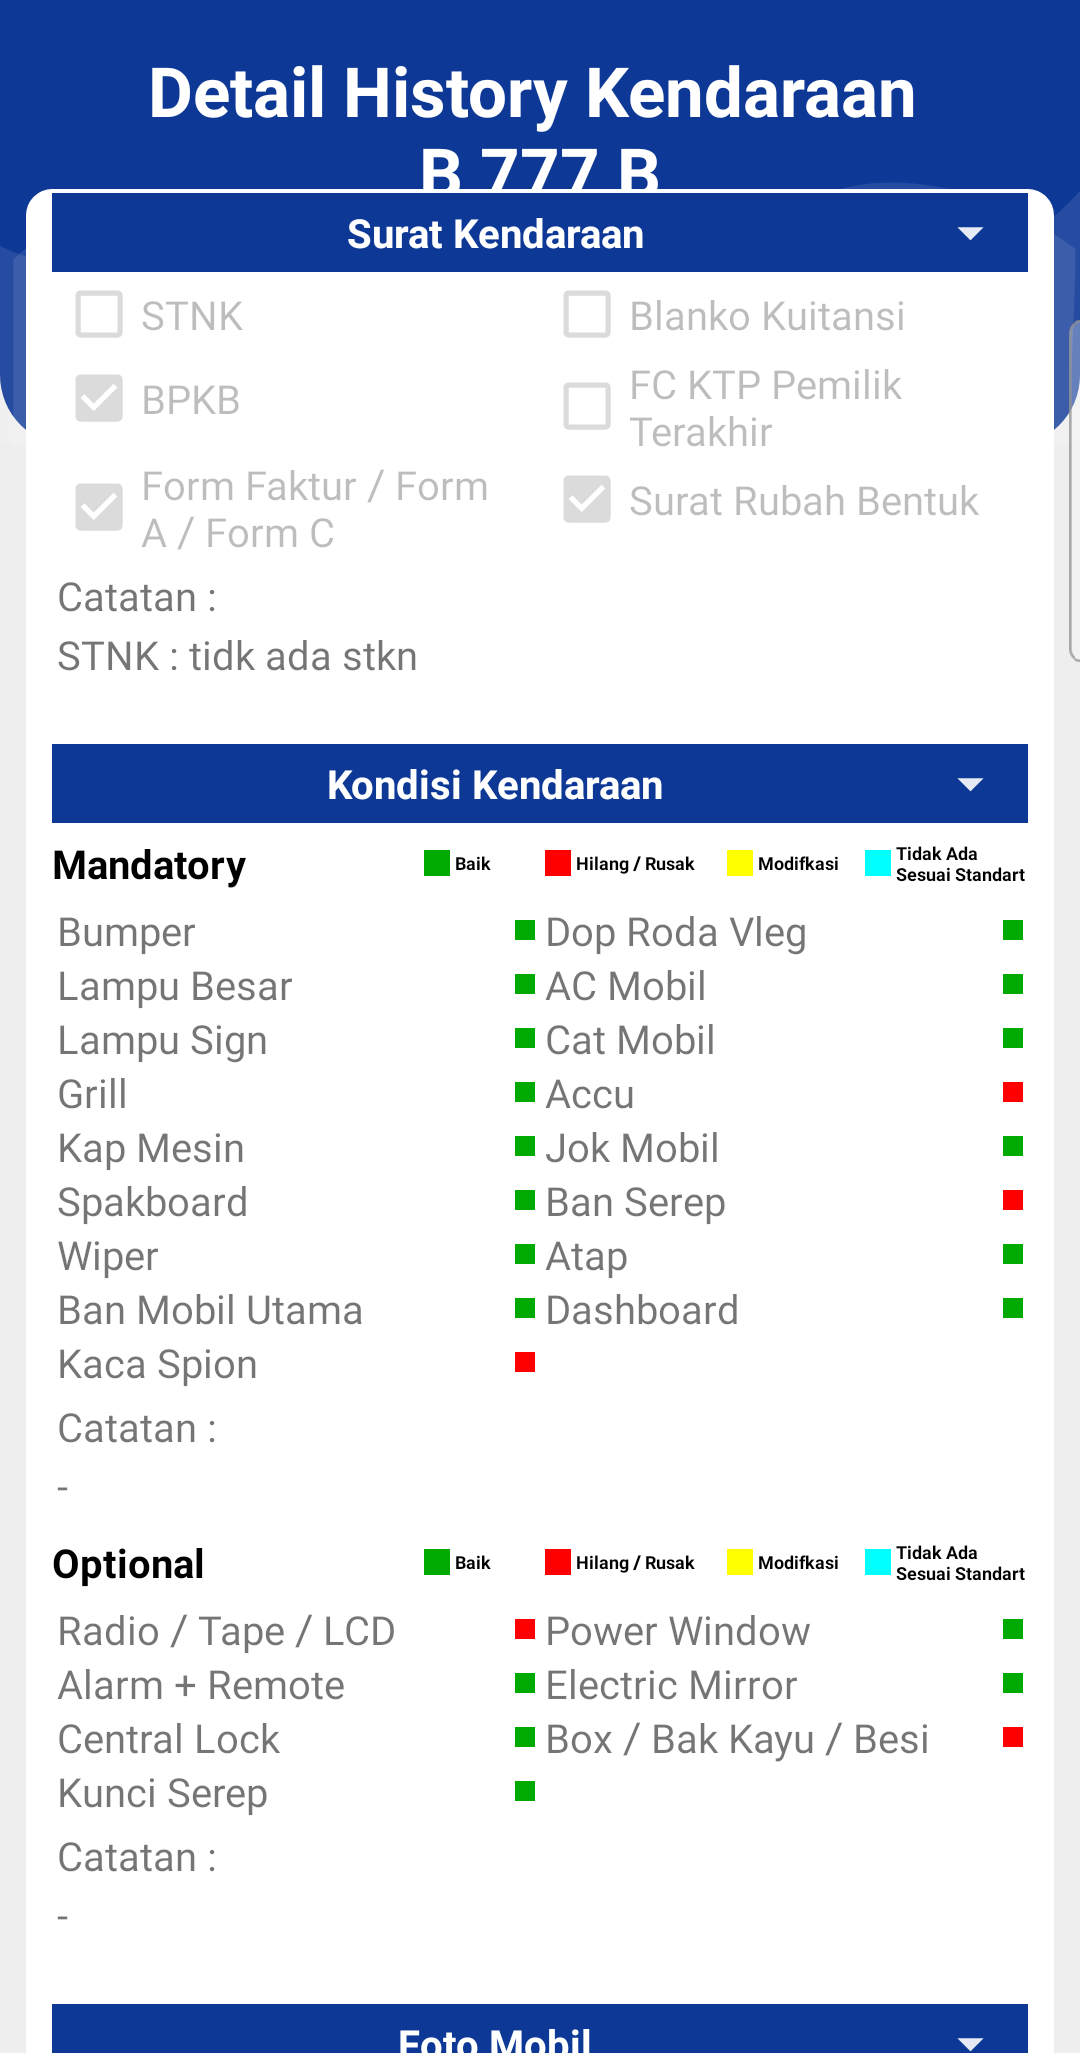 Detail History Kendaraan
B 777 B
Surat Kendaraan
STNK
Blanko Kuitansi
BPKB
FC KTP Pemilik
Terakhir
Form Faktur / Form
A / Form C
Surat Rubah Bentuk
Catatan :
STNK : tidk ada stkn
Kondisi Kendaraan
Mandatory
Baik
Hilang / Rusak
Modifkasi
Tidak Ada
Sesuai Standart
Bumper
Dop Roda Vleg
Lampu Besar
AC Mobil
Lampu Sign
Cat Mobil
Grill
Accu
Kap Mesin
Jok Mobil
Spakboard
Ban Serep
Wiper
Atap
Ban Mobil Utama
Dashboard
Kaca Spion
Catatan :
-
Optional
Baik
Hilang / Rusak
Modifkasi
Tidak Ada
Sesuai Standart
Radio / Tape / LCD
Power Window
Alarm + Remote
Electric Mirror
Central Lock
Box / Bak Kayu / Besi
Kunci Serep
Catatan :
-
Foto Mobil